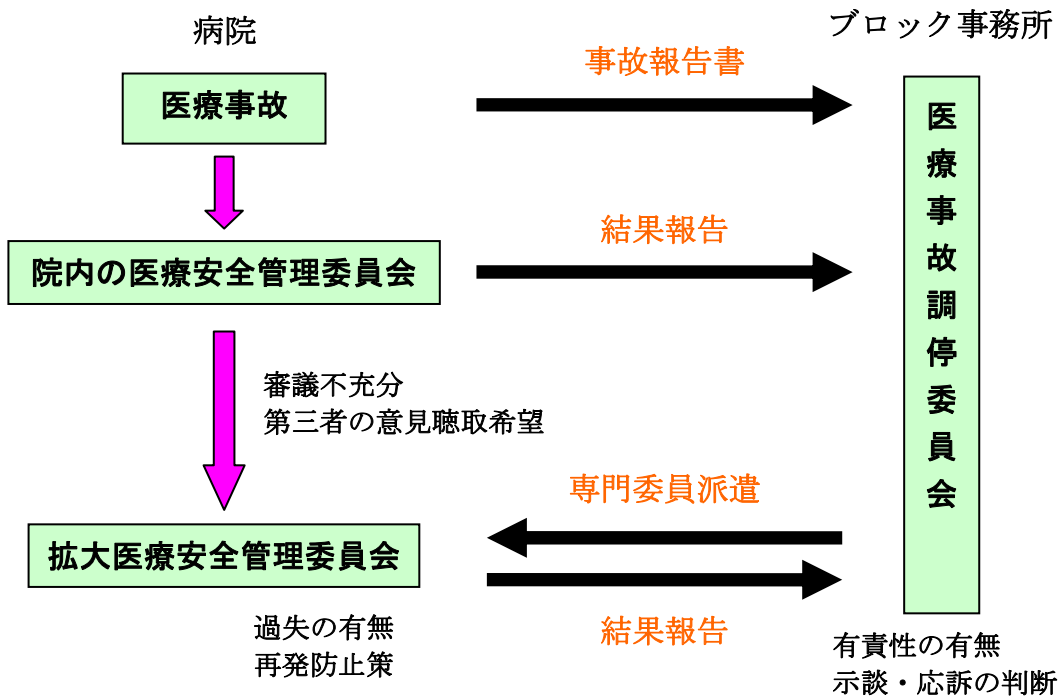 病院
ブロック事務所
事故報告書
医療事故
医療事故調停委員会
結果報告
院内の医療安全管理委員会
審議不充分
第三者の意見聴取希望
専門委員派遣
拡大医療安全管理委員会
結果報告
過失の有無
再発防止策
有責性の有無
示談・応訴の判断